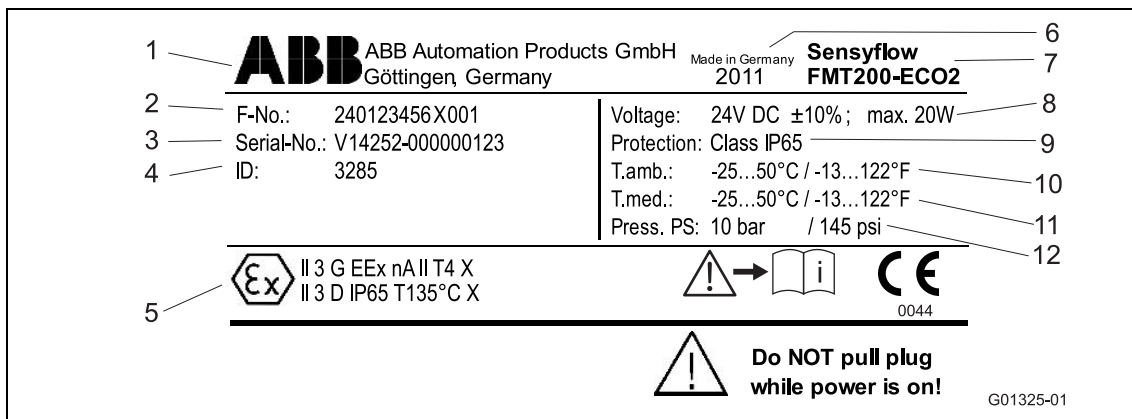 1
ABB
ABB Automation Products GmbH
Göttingen, Germany
Made in Germany
2011
6
Sensyflow
FMT200-ECO2
7
2
F-No.: 240123456X001
3
Serial-No.: V14252-000000123
4
ID: 3285
Voltage: 24V DC ±10% ; max. 20W
8
Protection: Class IP65
9
T.amb.: -25...50°C / -13...122°F
10
T.med.: -25...50°C / -13...122°F
11
Press. PS: 10 bar / 145 psi
12
5
Ex
II 3 G EEx nA II T4 X
II 3 D IP65 T135°C X
! i
CE
0044
!
Do NOT pull plug
while power is on!
G01325-01